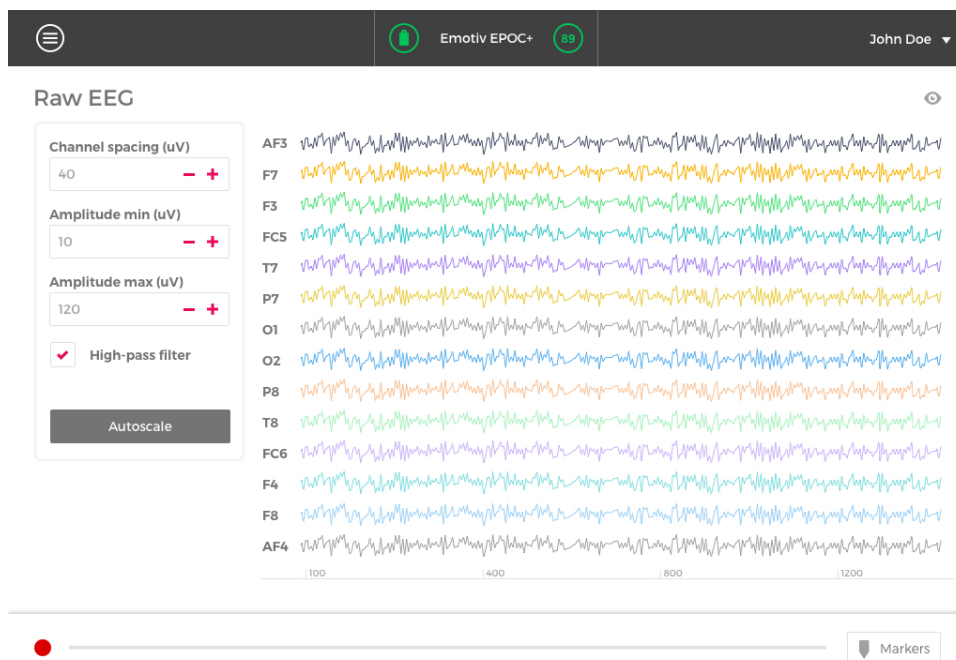 Emotiv EPOC+ 89 John Doe
Raw EEG
Channel spacing (uV)
40
Amplitude min (uV)
10
Amplitude max (uV)
120
High-pass filter
Autoscale
AF3
F7
F3
FC5
T7
P7
O1
O2
P8
T8
FC6
F4
F8
AF4
100 400 800 1200
Markers